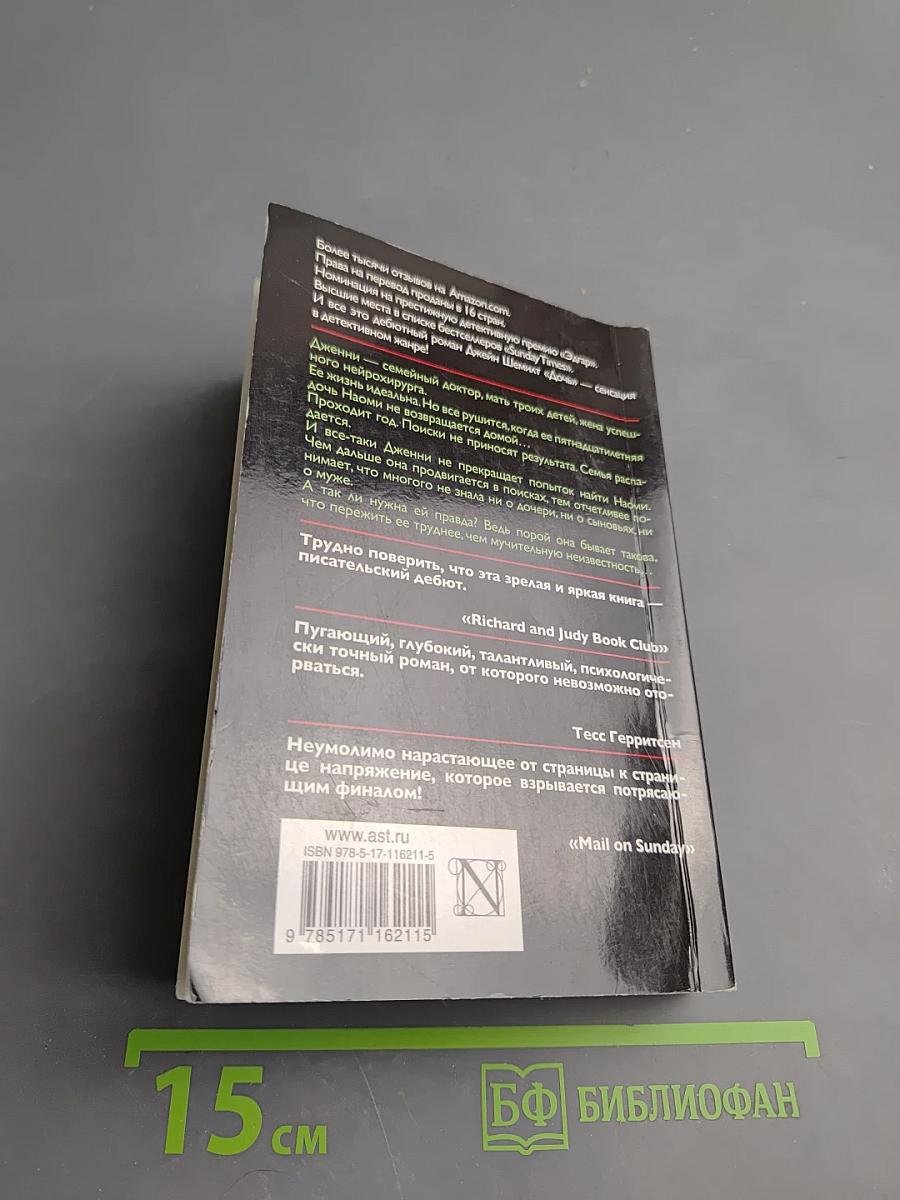 Более тысячи отзывов на Amazon.com.
Права на перевод проданы в 16 стран.
Номинация на престижную детективную премию «Эдгар».
Высшие места в списке бестселлеров «SundayTimes».
И все это дебютный роман Джейн Шемилт «Дочь» — сенсация
в детективном жанре!
Дженни — семейный доктор, мать троих детей, жена успеш-
ного нейрохирурга.
Ее жизнь идеальна. Но все рушится, когда ее пятнадцатилетняя
дочь Наоми не возвращается домой...
Проходит год. Поиски не приносят результата. Семья распа-
дается.
И все-таки Дженни не прекращает попыток найти Наоми.
Чем дальше она продвигается в поисках, тем отчетливее по-
нимает, что многого не знала ни о дочери, ни о сыновьях, ни
о муже.
А так ли нужна ей правда? Ведь порой она бывает такова,
что пережить ее труднее, чем мучительную неизвестность...
Трудно поверить, что эта зрелая и яркая книга —
писательский дебют.
«Richard and Judy Book Club»
Пугающий, глубокий, талантливый, психологиче-
ски точный роман, от которого невозможно ото-
рваться.
Тесс Герритсен
Неумолимо нарастающее от страницы к страни-
це напряжение, которое взрывается потрясаю-
щим финалом!
«Mail on Sunday»
www.ast.ru
ISBN 978-5-17-116211-5
N
9 785171 162115
15 см
БФ БИБЛИОФАН